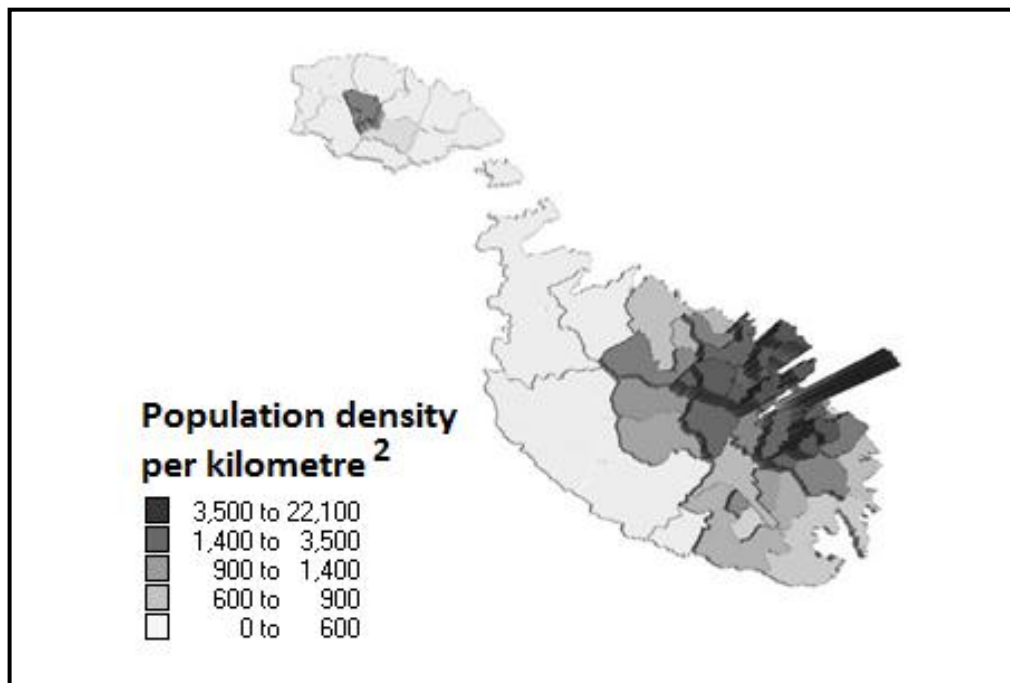 Population density
per kilometre 2
3,500 to 22,100
1,400 to 3,500
900 to 1,400
600 to 900
0 to 600